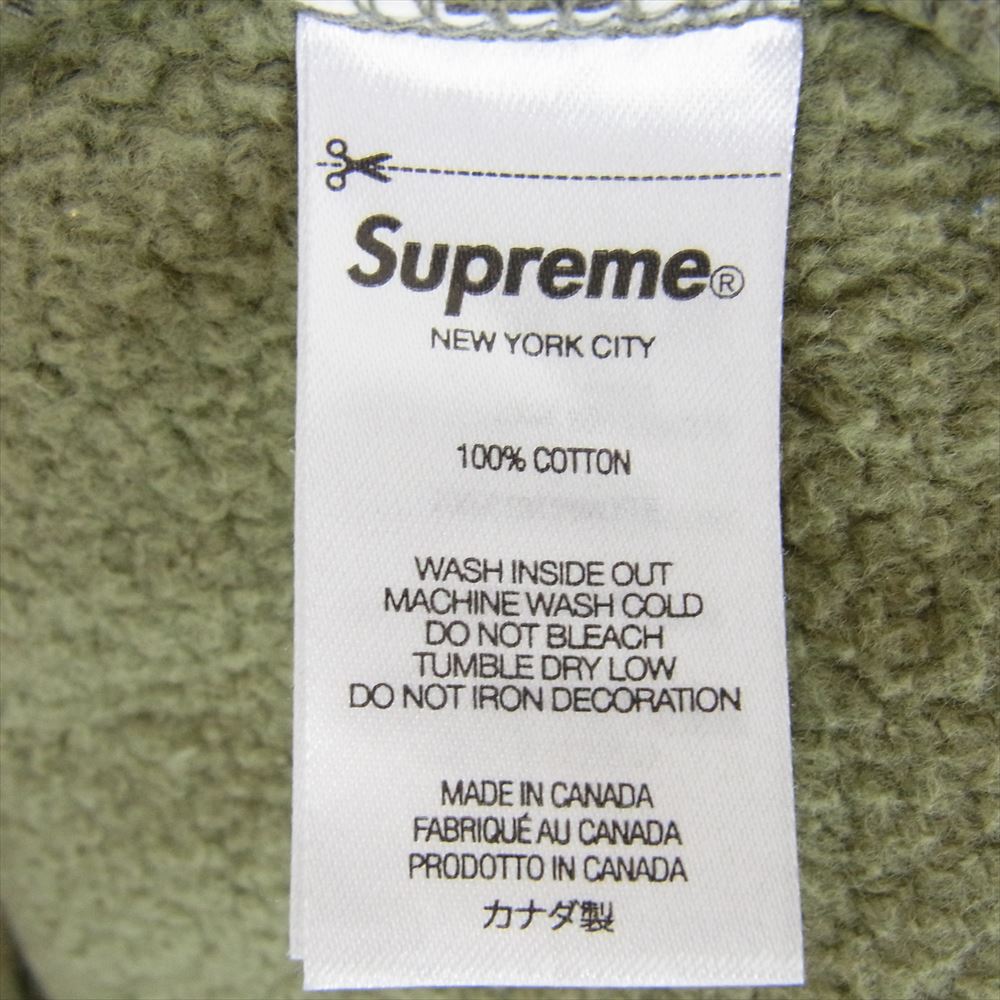 Supreme®
NEW YORK CITY
100% COTTON
WASH INSIDE OUT
MACHINE WASH COLD
DO NOT BLEACH
TUMBLE DRY LOW
DO NOT IRON DECORATION
MADE IN CANADA
FABRIQUÉ AU CANADA
PRODOTTO IN CANADA
カナダ製